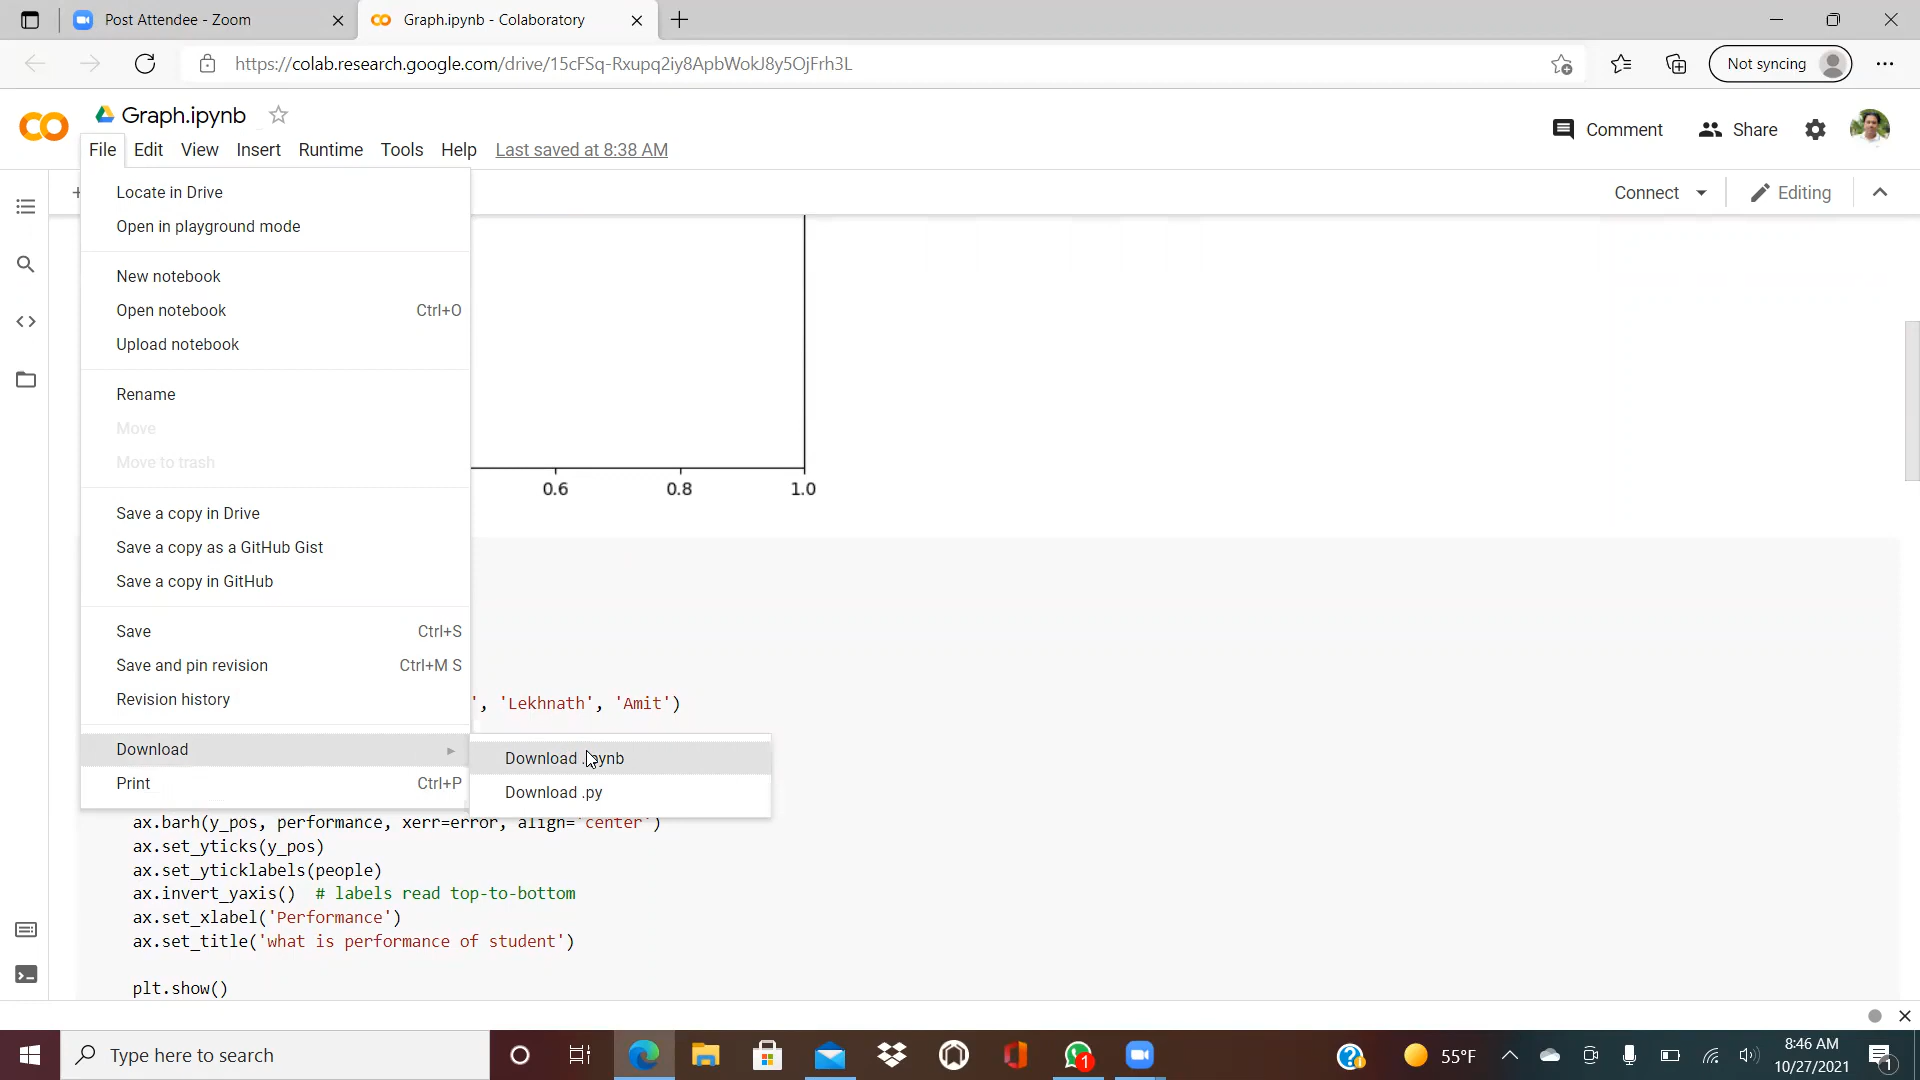 Post Attendee - Zoom
Graph.ipynb - Colaboratory
https://colab.research.google.com/drive/15cFSq-Rxupq2iy8ApbWokJ8y5OjFrh3L
Not syncing
Graph.ipynb
Comment
Share
File Edit View Insert Runtime Tools Help Last saved at 8:38 AM
Connect
Editing
Locate in Drive
Open in playground mode
New notebook
Open notebook Ctrl+O
Upload notebook
Rename
Move
Move to trash
0.6 0.8 1.0
Save a copy in Drive
Save a copy as a GitHub Gist
Save a copy in GitHub
Save Ctrl+S
Save and pin revision Ctrl+M S
Revision history
', 'Lekhnath', 'Amit')
Download
Print Ctrl+P
Download .ipynb
Download .py
ax.barh(y_pos, performance, xerr=error, align='center')
ax.set_yticks(y_pos)
ax.set_yticklabels(people)
ax.invert_yaxis()  # labels read top-to-bottom
ax.set_xlabel('Performance')
ax.set_title('what is performance of student')
plt.show()
Type here to search
1
55°F
8:46 AM
10/27/2021
1